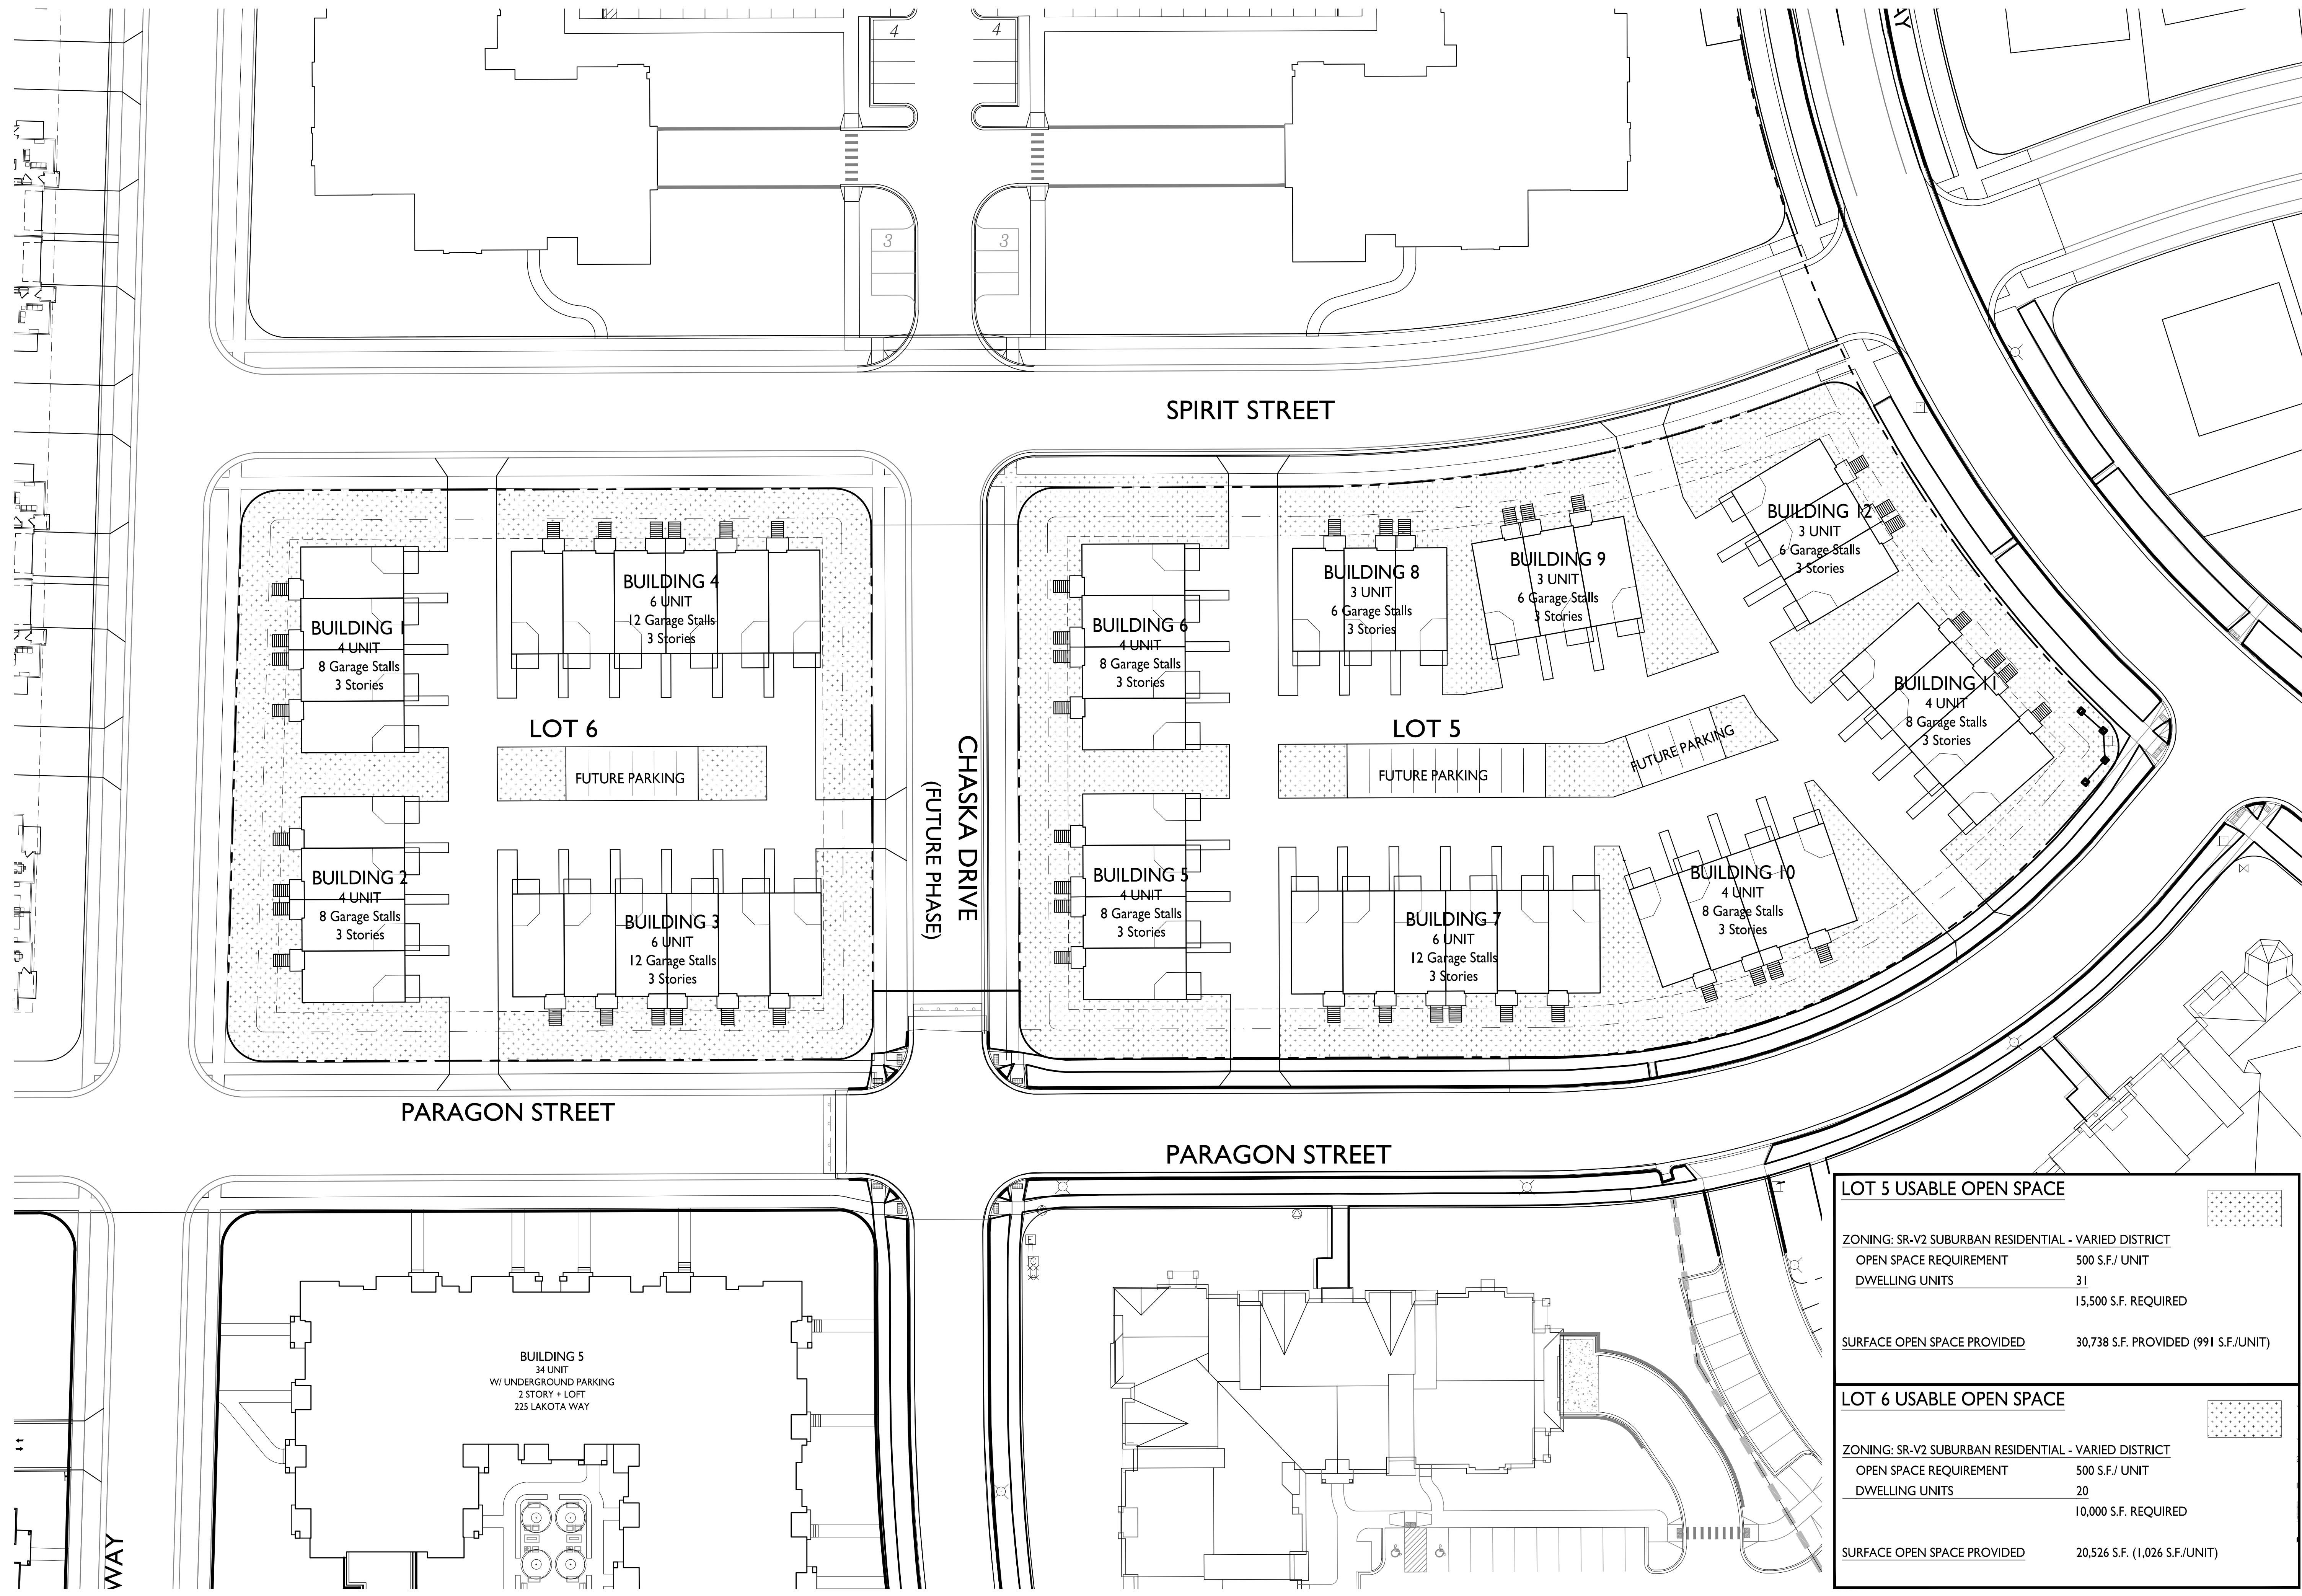 4
4
3
3
SPIRIT STREET
BUILDING 1
4 UNIT
8 Garage Stalls
3 Stories
BUILDING 4
6 UNIT
12 Garage Stalls
3 Stories
BUILDING 6
4 UNIT
8 Garage Stalls
3 Stories
BUILDING 8
3 UNIT
6 Garage Stalls
3 Stories
BUILDING 9
3 UNIT
6 Garage Stalls
3 Stories
BUILDING 12
3 UNIT
6 Garage Stalls
3 Stories
BUILDING 11
4 UNIT
8 Garage Stalls
3 Stories
LOT 6
FUTURE PARKING
CHASKA DRIVE
(FUTURE PHASE)
LOT 5
FUTURE PARKING
FUTURE PARKING
BUILDING 2
4 UNIT
8 Garage Stalls
3 Stories
BUILDING 3
6 UNIT
12 Garage Stalls
3 Stories
BUILDING 5
4 UNIT
8 Garage Stalls
3 Stories
BUILDING 7
6 UNIT
12 Garage Stalls
3 Stories
BUILDING 10
4 UNIT
8 Garage Stalls
3 Stories
PARAGON STREET
PARAGON STREET
BUILDING 5
34 UNIT
W/ UNDERGROUND PARKING
2 STORY + LOFT
225 LAKOTA WAY
WAY
LOT 5 USABLE OPEN SPACE
ZONING: SR-V2 SUBURBAN RESIDENTIAL - VARIED DISTRICT
OPEN SPACE REQUIREMENT 500 S.F./ UNIT
DWELLING UNITS 31
15,500 S.F. REQUIRED
SURFACE OPEN SPACE PROVIDED 30,738 S.F. PROVIDED (991 S.F./UNIT)
LOT 6 USABLE OPEN SPACE
ZONING: SR-V2 SUBURBAN RESIDENTIAL - VARIED DISTRICT
OPEN SPACE REQUIREMENT 500 S.F./ UNIT
DWELLING UNITS 20
10,000 S.F. REQUIRED
SURFACE OPEN SPACE PROVIDED 20,526 S.F. (1,026 S.F./UNIT)